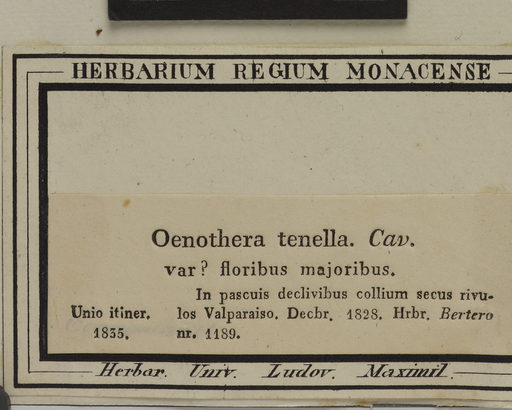 HERBARIUM REGIUM MONACENSE
Oenothera tenella. Cav.
var? floribus majoribus.
In pascuis declivibus collium secus rivu-
Unio itiner. los Valparaiso. Decbr. 1828. Hrbr. Bertero
1835. nr. 1189.
Herbar. Univ. Ludov. Maximil.